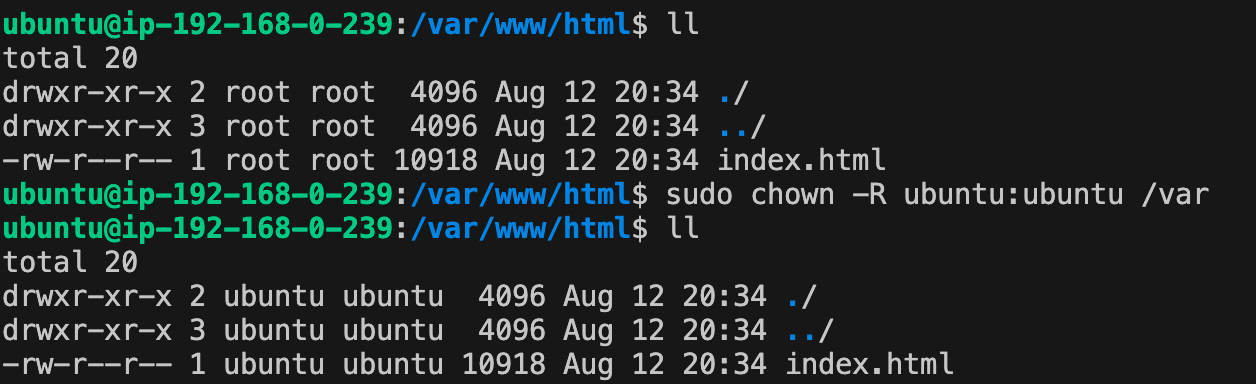 ubuntu@ip-192-168-0-239:/var/www/html$ ll
total 20
drwxr-xr-x 2 root root  4096 Aug 12 20:34 ./
drwxr-xr-x 3 root root  4096 Aug 12 20:34 ../
-rw-r--r-- 1 root root 10918 Aug 12 20:34 index.html
ubuntu@ip-192-168-0-239:/var/www/html$ sudo chown -R ubuntu:ubuntu /var
ubuntu@ip-192-168-0-239:/var/www/html$ ll
total 20
drwxr-xr-x 2 ubuntu ubuntu  4096 Aug 12 20:34 ./
drwxr-xr-x 3 ubuntu ubuntu  4096 Aug 12 20:34 ../
-rw-r--r-- 1 ubuntu ubuntu 10918 Aug 12 20:34 index.html